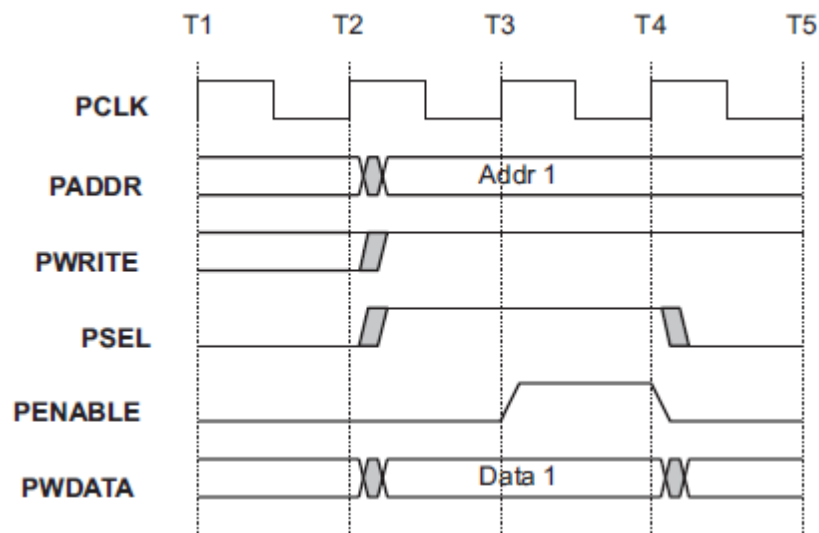 T1 T2 T3 T4 T5
PCLK
PADDR Addr 1
PWRITE
PSEL
PENABLE
PWDATA Data 1